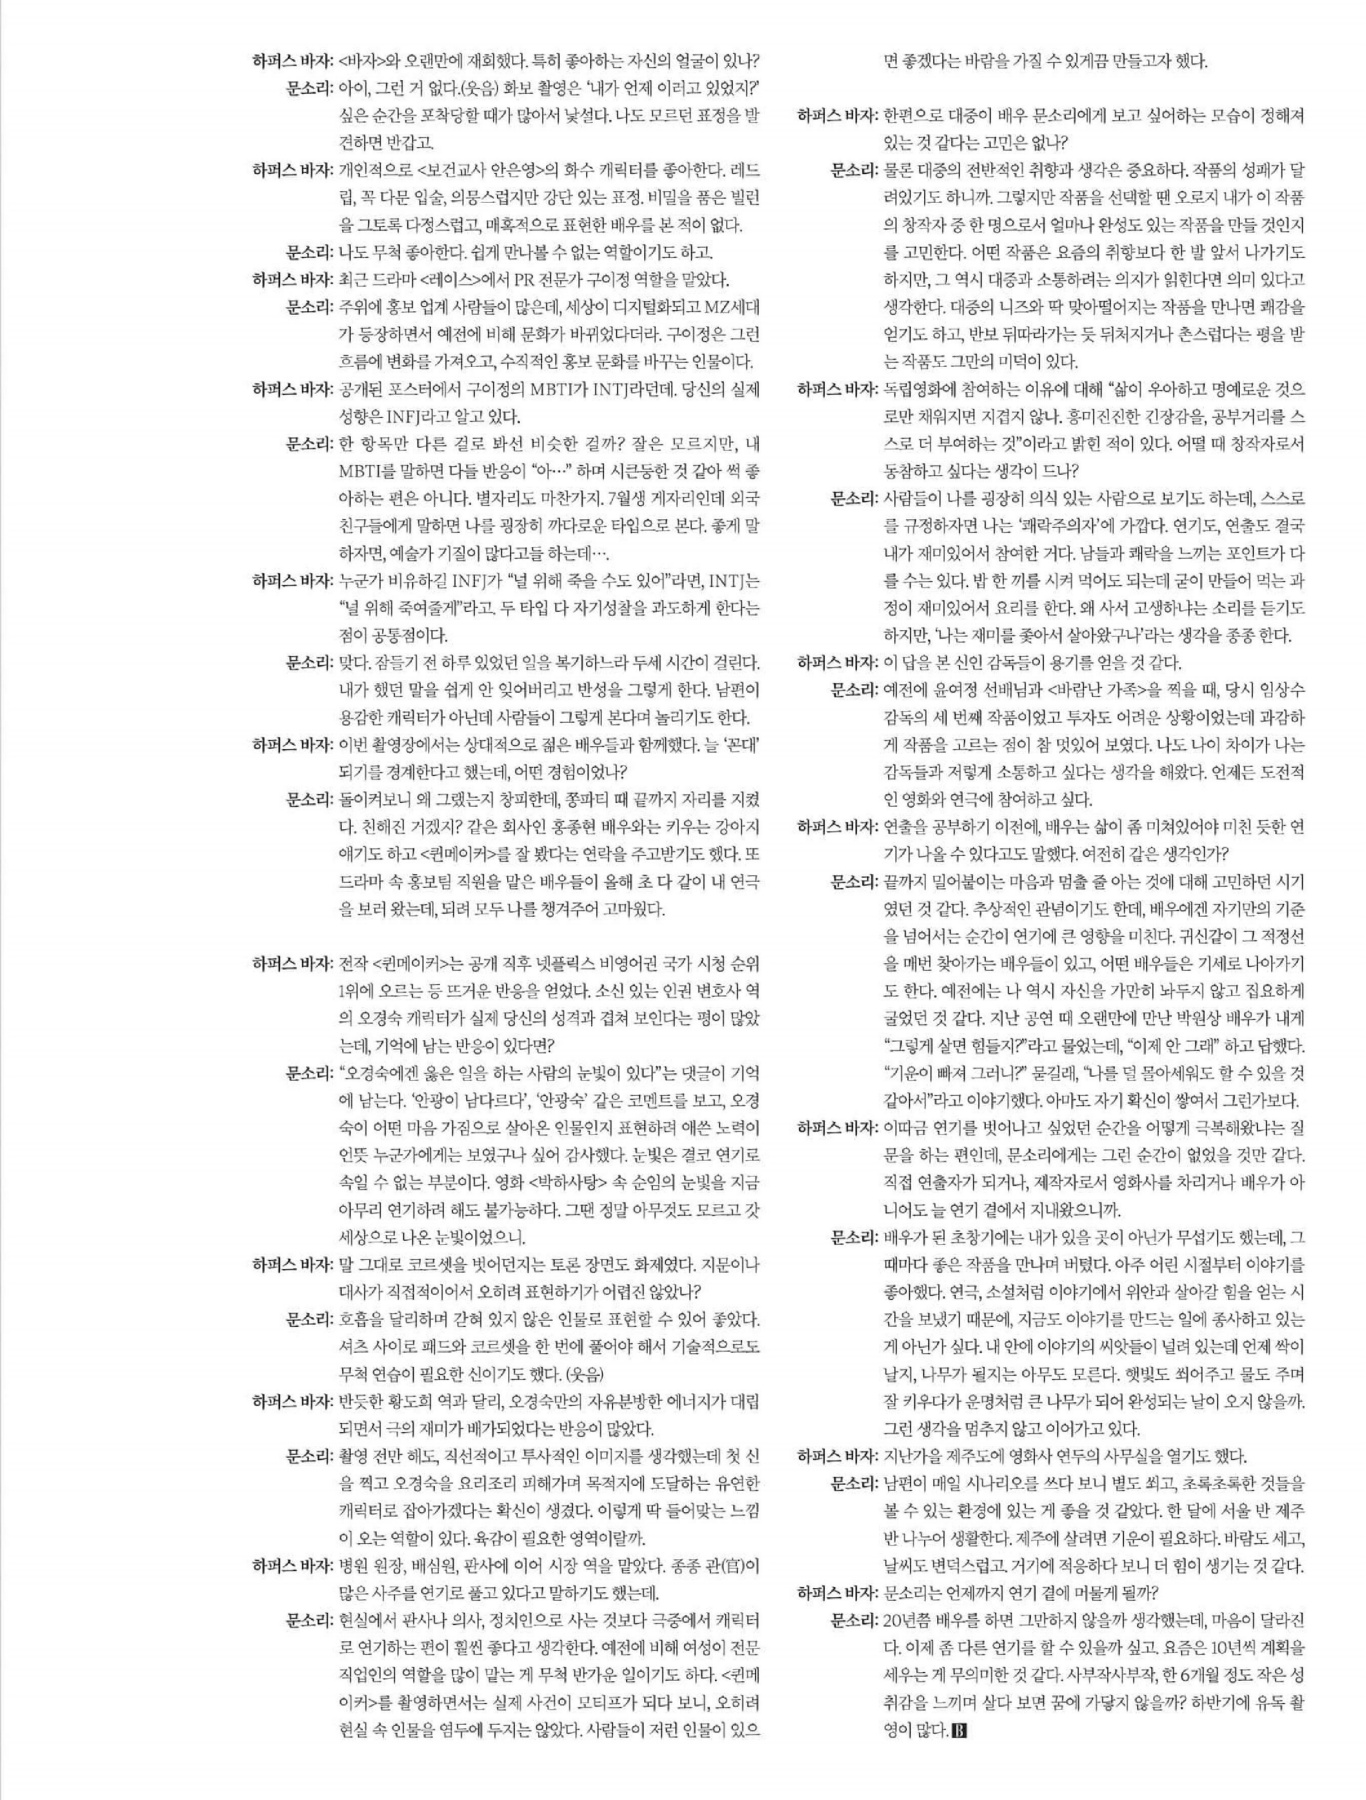 하퍼스 바자: <바자>와 오랜만에 재회했다. 특히 좋아하는 자신의 얼굴이 있나?
문소리: 아이, 그런 거 없다.(웃음) 화보 촬영은 ‘내가 언제 이러고 있었지?’
싶은 순간을 포착당할 때가 많아서 낯설다. 나도 모르던 표정을 발
견하면 반갑고.
하퍼스 바자: 개인적으로 <보건교사 안은영>의 화수 캐릭터를 좋아한다. 레드
립, 꼭 다문 입술, 의뭉스럽지만 강단 있는 표정. 비밀을 품은 빌런
을 그토록 다정스럽고, 매혹적으로 표현한 배우를 본 적이 없다.
문소리: 나도 무척 좋아한다. 쉽게 만나볼 수 없는 역할이기도 하고.
하퍼스 바자: 최근 드라마 <레이스>에서 PR 전문가 구이정 역할을 맡았다.
문소리: 주위에 홍보 업계 사람들이 많은데, 세상이 디지털화되고 MZ세대
가 등장하면서 예전에 비해 문화가 바뀌었다더라. 구이정은 그런
흐름에 변화를 가져오고, 수직적인 홍보 문화를 바꾸는 인물이다.
하퍼스 바자: 공개된 포스터에서 구이정의 MBTI가 INTJ라던데. 당신의 실제
성향은 INFJ라고 알고 있다.
문소리: 한 항목만 다른 걸로 봐선 비슷한 걸까? 잘은 모르지만, 내
MBTI를 말하면 다들 반응이 “아…” 하며 시큰둥한 것 같아 썩 좋
아하는 편은 아니다. 별자리도 마찬가지. 7월생 게자리인데 외국
친구들에게 말하면 나를 굉장히 까다로운 타입으로 본다. 좋게 말
하자면, 예술가 기질이 많다고들 하는데….
하퍼스 바자: 누군가 비유하길 INFJ가 “널 위해 죽을 수도 있어”라면, INTJ는
“널 위해 죽여줄게”라고. 두 타입 다 자기성찰을 과도하게 한다는
점이 공통점이다.
문소리: 맞다. 잠들기 전 하루 있었던 일을 복기하느라 두세 시간이 걸린다.
내가 했던 말을 쉽게 안 잊어버리고 반성을 그렇게 한다. 남편이
용감한 캐릭터가 아닌데 사람들이 그렇게 본다며 놀리기도 한다.
하퍼스 바자: 이번 촬영장에서는 상대적으로 젊은 배우들과 함께했다. 늘 ‘꼰대’
되기를 경계한다고 했는데, 어떤 경험이었나?
문소리: 돌이켜보니 왜 그랬는지 창피한데, 쫑파티 때 끝까지 자리를 지켰
다. 친해진 거겠지? 같은 회사인 홍종현 배우와는 키우는 강아지
얘기도 하고 <퀸메이커>를 잘 봤다는 연락을 주고받기도 했다. 또
드라마 속 홍보팀 직원을 맡은 배우들이 올해 초 다 같이 내 연극
을 보러 왔는데, 되려 모두 나를 챙겨주어 고마웠다.
하퍼스 바자: 전작 <퀸메이커>는 공개 직후 넷플릭스 비영어권 국가 시청 순위
1위에 오르는 등 뜨거운 반응을 얻었다. 소신 있는 인권 변호사 역
의 오경숙 캐릭터가 실제 당신의 성격과 겹쳐 보인다는 평이 많았
는데, 기억에 남는 반응이 있다면?
문소리: “오경숙에겐 옳은 일을 하는 사람의 눈빛이 있다”는 댓글이 기억
에 남는다. ‘안광이 남다르다’, ‘안광숙’ 같은 코멘트를 보고, 오경
숙이 어떤 마음 가짐으로 살아온 인물인지 표현하려 애쓴 노력이
언뜻 누군가에게는 보였구나 싶어 감사했다. 눈빛은 결코 연기로
속일 수 없는 부분이다. 영화 <박하사탕> 속 순임의 눈빛을 지금
아무리 연기하려 해도 불가능하다. 그땐 정말 아무것도 모르고 갓
세상으로 나온 눈빛이었으니.
하퍼스 바자: 말 그대로 코르셋을 벗어던지는 토론 장면도 화제였다. 지문이나
대사가 직접적이어서 오히려 표현하기가 어렵진 않았나?
문소리: 호흡을 달리하며 갇혀 있지 않은 인물로 표현할 수 있어 좋았다.
셔츠 사이로 패드와 코르셋을 한 번에 풀어야 해서 기술적으로도
무척 연습이 필요한 신이기도 했다. (웃음)
하퍼스 바자: 반듯한 황도희 역과 달리, 오경숙만의 자유분방한 에너지가 대립
되면서 극의 재미가 배가되었다는 반응이 많았다.
문소리: 촬영 전만 해도, 직선적이고 투사적인 이미지를 생각했는데 첫 신
을 찍고 오경숙을 요리조리 피해가며 목적지에 도달하는 유연한
캐릭터로 잡아가겠다는 확신이 생겼다. 이렇게 딱 들어맞는 느낌
이 오는 역할이 있다. 육감이 필요한 영역이랄까.
하퍼스 바자: 병원 원장, 배심원, 판사에 이어 시장 역을 맡았다. 종종 관(官)이
많은 사주를 연기로 풀고 있다고 말하기도 했는데.
문소리: 현실에서 판사나 의사, 정치인으로 사는 것보다 극중에서 캐릭터
로 연기하는 편이 훨씬 좋다고 생각한다. 예전에 비해 여성이 전문
직업인의 역할을 많이 맡는 게 무척 반가운 일이기도 하다. <퀸메
이커>를 촬영하면서는 실제 사건이 모티프가 되다 보니, 오히려
현실 속 인물을 염두에 두지는 않았다. 사람들이 저런 인물이 있으
면 좋겠다는 바람을 가질 수 있게끔 만들고자 했다.
하퍼스 바자: 한편으로 대중이 배우 문소리에게 보고 싶어하는 모습이 정해져
있는 것 같다는 고민은 없나?
문소리: 물론 대중의 전반적인 취향과 생각은 중요하다. 작품의 성패가 달
려있기도 하니까. 그렇지만 작품을 선택할 땐 오로지 내가 이 작품
의 창작자 중 한 명으로서 얼마나 완성도 있는 작품을 만들 것인지
를 고민한다. 어떤 작품은 요즘의 취향보다 한 발 앞서 나가기도
하지만, 그 역시 대중과 소통하려는 의지가 읽힌다면 의미 있다고
생각한다. 대중의 니즈와 딱 맞아떨어지는 작품을 만나면 쾌감을
얻기도 하고, 반보 뒤따라가는 듯 뒤처지거나 촌스럽다는 평을 받
는 작품도 그만의 미덕이 있다.
하퍼스 바자: 독립영화에 참여하는 이유에 대해 “삶이 우아하고 명예로운 것으
로만 채워지면 지겹지 않나. 흥미진진한 긴장감을, 공부거리를 스
스로 더 부여하는 것”이라고 밝힌 적이 있다. 어떨 때 창작자로서
동참하고 싶다는 생각이 드나?
문소리: 사람들이 나를 굉장히 의식 있는 사람으로 보기도 하는데, 스스로
를 규정하자면 나는 ‘쾌락주의자’에 가깝다. 연기도, 연출도 결국
내가 재미있어서 참여한 거다. 남들과 쾌락을 느끼는 포인트가 다
를 수는 있다. 밥 한 끼를 시켜 먹어도 되는데 굳이 만들어 먹는 과
정이 재미있어서 요리를 한다. 왜 사서 고생하냐는 소리를 듣기도
하지만, ‘나는 재미를 좇아서 살아왔구나’라는 생각을 종종 한다.
하퍼스 바자: 이 답을 본 신인 감독들이 용기를 얻을 것 같다.
문소리: 예전에 윤여정 선배님과 <바람난 가족>을 찍을 때, 당시 임상수
감독의 세 번째 작품이었고 투자도 어려운 상황이었는데 과감하
게 작품을 고르는 점이 참 멋있어 보였다. 나도 나이 차이가 나는
감독들과 저렇게 소통하고 싶다는 생각을 해왔다. 언제든 도전적
인 영화와 연극에 참여하고 싶다.
하퍼스 바자: 연출을 공부하기 이전에, 배우는 삶이 좀 미쳐있어야 미친 듯한 연
기가 나올 수 있다고도 말했다. 여전히 같은 생각인가?
문소리: 끝까지 밀어붙이는 마음과 멈출 줄 아는 것에 대해 고민하던 시기
였던 것 같다. 추상적인 관념이기도 한데, 배우에겐 자기만의 기준
을 넘어서는 순간이 연기에 큰 영향을 미친다. 귀신같이 그 적정선
을 매번 찾아가는 배우들이 있고, 어떤 배우들은 기세로 나아가기
도 한다. 예전에는 나 역시 자신을 가만히 놔두지 않고 집요하게
굴었던 것 같다. 지난 공연 때 오랜만에 만난 박원상 배우가 내게
“그렇게 살면 힘들지?”라고 물었는데, “이제 안 그래” 하고 답했다.
“기운이 빠져 그러니?” 묻길래, “나를 덜 몰아세워도 할 수 있을 것
같아서”라고 이야기했다. 아마도 자기 확신이 쌓여서 그런가보다.
하퍼스 바자: 이따금 연기를 벗어나고 싶었던 순간을 어떻게 극복해왔냐는 질
문을 하는 편인데, 문소리에게는 그런 순간이 없었을 것만 같다.
직접 연출자가 되거나, 제작자로서 영화사를 차리거나 배우가 아
니어도 늘 연기 곁에서 지내왔으니까.
문소리: 배우가 된 초창기에는 내가 있을 곳이 아닌가 무섭기도 했는데, 그
때마다 좋은 작품을 만나며 버텼다. 아주 어린 시절부터 이야기를
좋아했다. 연극, 소설처럼 이야기에서 위안과 살아갈 힘을 얻는 시
간을 보냈기 때문에, 지금도 이야기를 만드는 일에 종사하고 있는
게 아닌가 싶다. 내 안에 이야기의 씨앗들이 널려 있는데 언제 싹이
날지, 나무가 될지는 아무도 모른다. 햇빛도 쐬어주고 물도 주며
잘 키우다가 운명처럼 큰 나무가 되어 완성되는 날이 오지 않을까.
그런 생각을 멈추지 않고 이어가고 있다.
하퍼스 바자: 지난가을 제주도에 영화사 연두의 사무실을 열기도 했다.
문소리: 남편이 매일 시나리오를 쓰다 보니 별도 쐬고, 초록초록한 것들을
볼 수 있는 환경에 있는 게 좋을 것 같았다. 한 달에 서울 반 제주
반 나누어 생활한다. 제주에 살려면 기운이 필요하다. 바람도 세고,
날씨도 변덕스럽고. 거기에 적응하다 보니 더 힘이 생기는 것 같다.
하퍼스 바자: 문소리는 언제까지 연기 곁에 머물게 될까?
문소리: 20년쯤 배우를 하면 그만하지 않을까 생각했는데, 마음이 달라진
다. 이제 좀 다른 연기를 할 수 있을까 싶고. 요즘은 10년씩 계획을
세우는 게 무의미한 것 같다. 사부작사부작, 한 6개월 정도 작은 성
취감을 느끼며 살다 보면 꿈에 가닿지 않을까? 하반기에 유독 촬
영이 많다. B